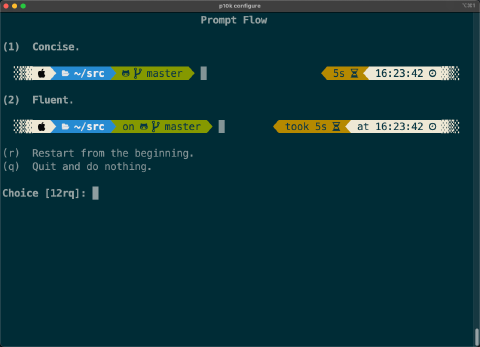 p10k configure
⌥⌘1
Prompt Flow
(1) Concise.
~/src master 5s 16:23:42
(2) Fluent.
~/src on master took 5s at 16:23:42
(r) Restart from the beginning.
(q) Quit and do nothing.
Choice [12rq]: